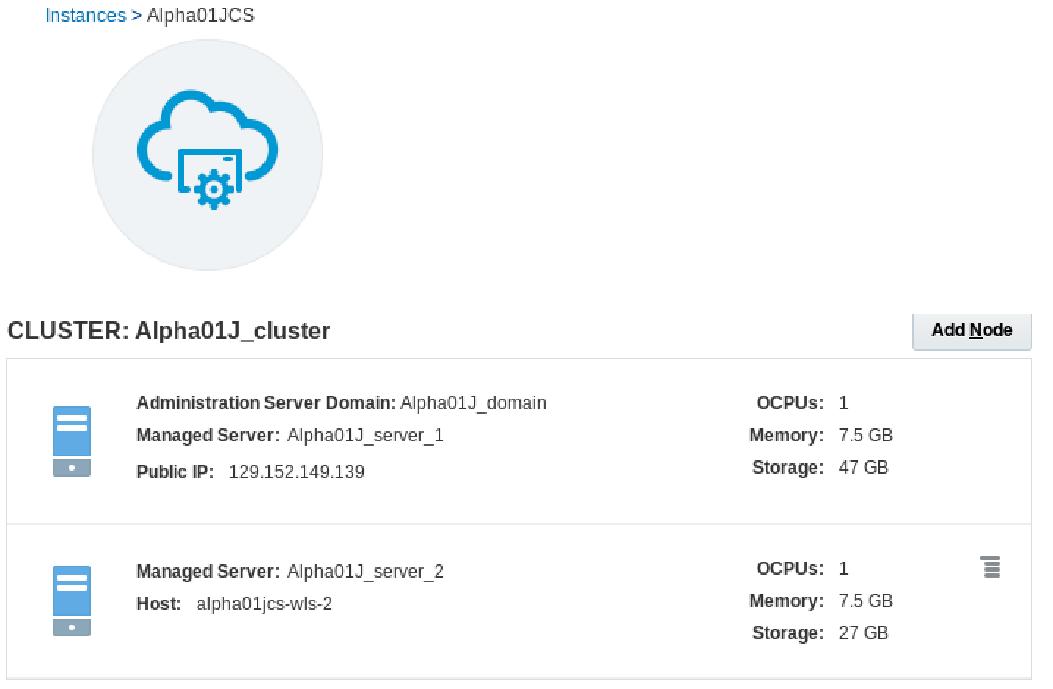 Instances > Alpha01JCS
CLUSTER: Alpha01J_cluster
Add Node
Administration Server Domain: Alpha01J_domain
OCPUs: 1
Managed Server: Alpha01J_server_1
Memory: 7.5 GB
Public IP: 129.152.149.139
Storage: 47 GB
Managed Server: Alpha01J_server_2
OCPUs: 1
Host: alpha01jcs-wls-2
Memory: 7.5 GB
Storage: 27 GB